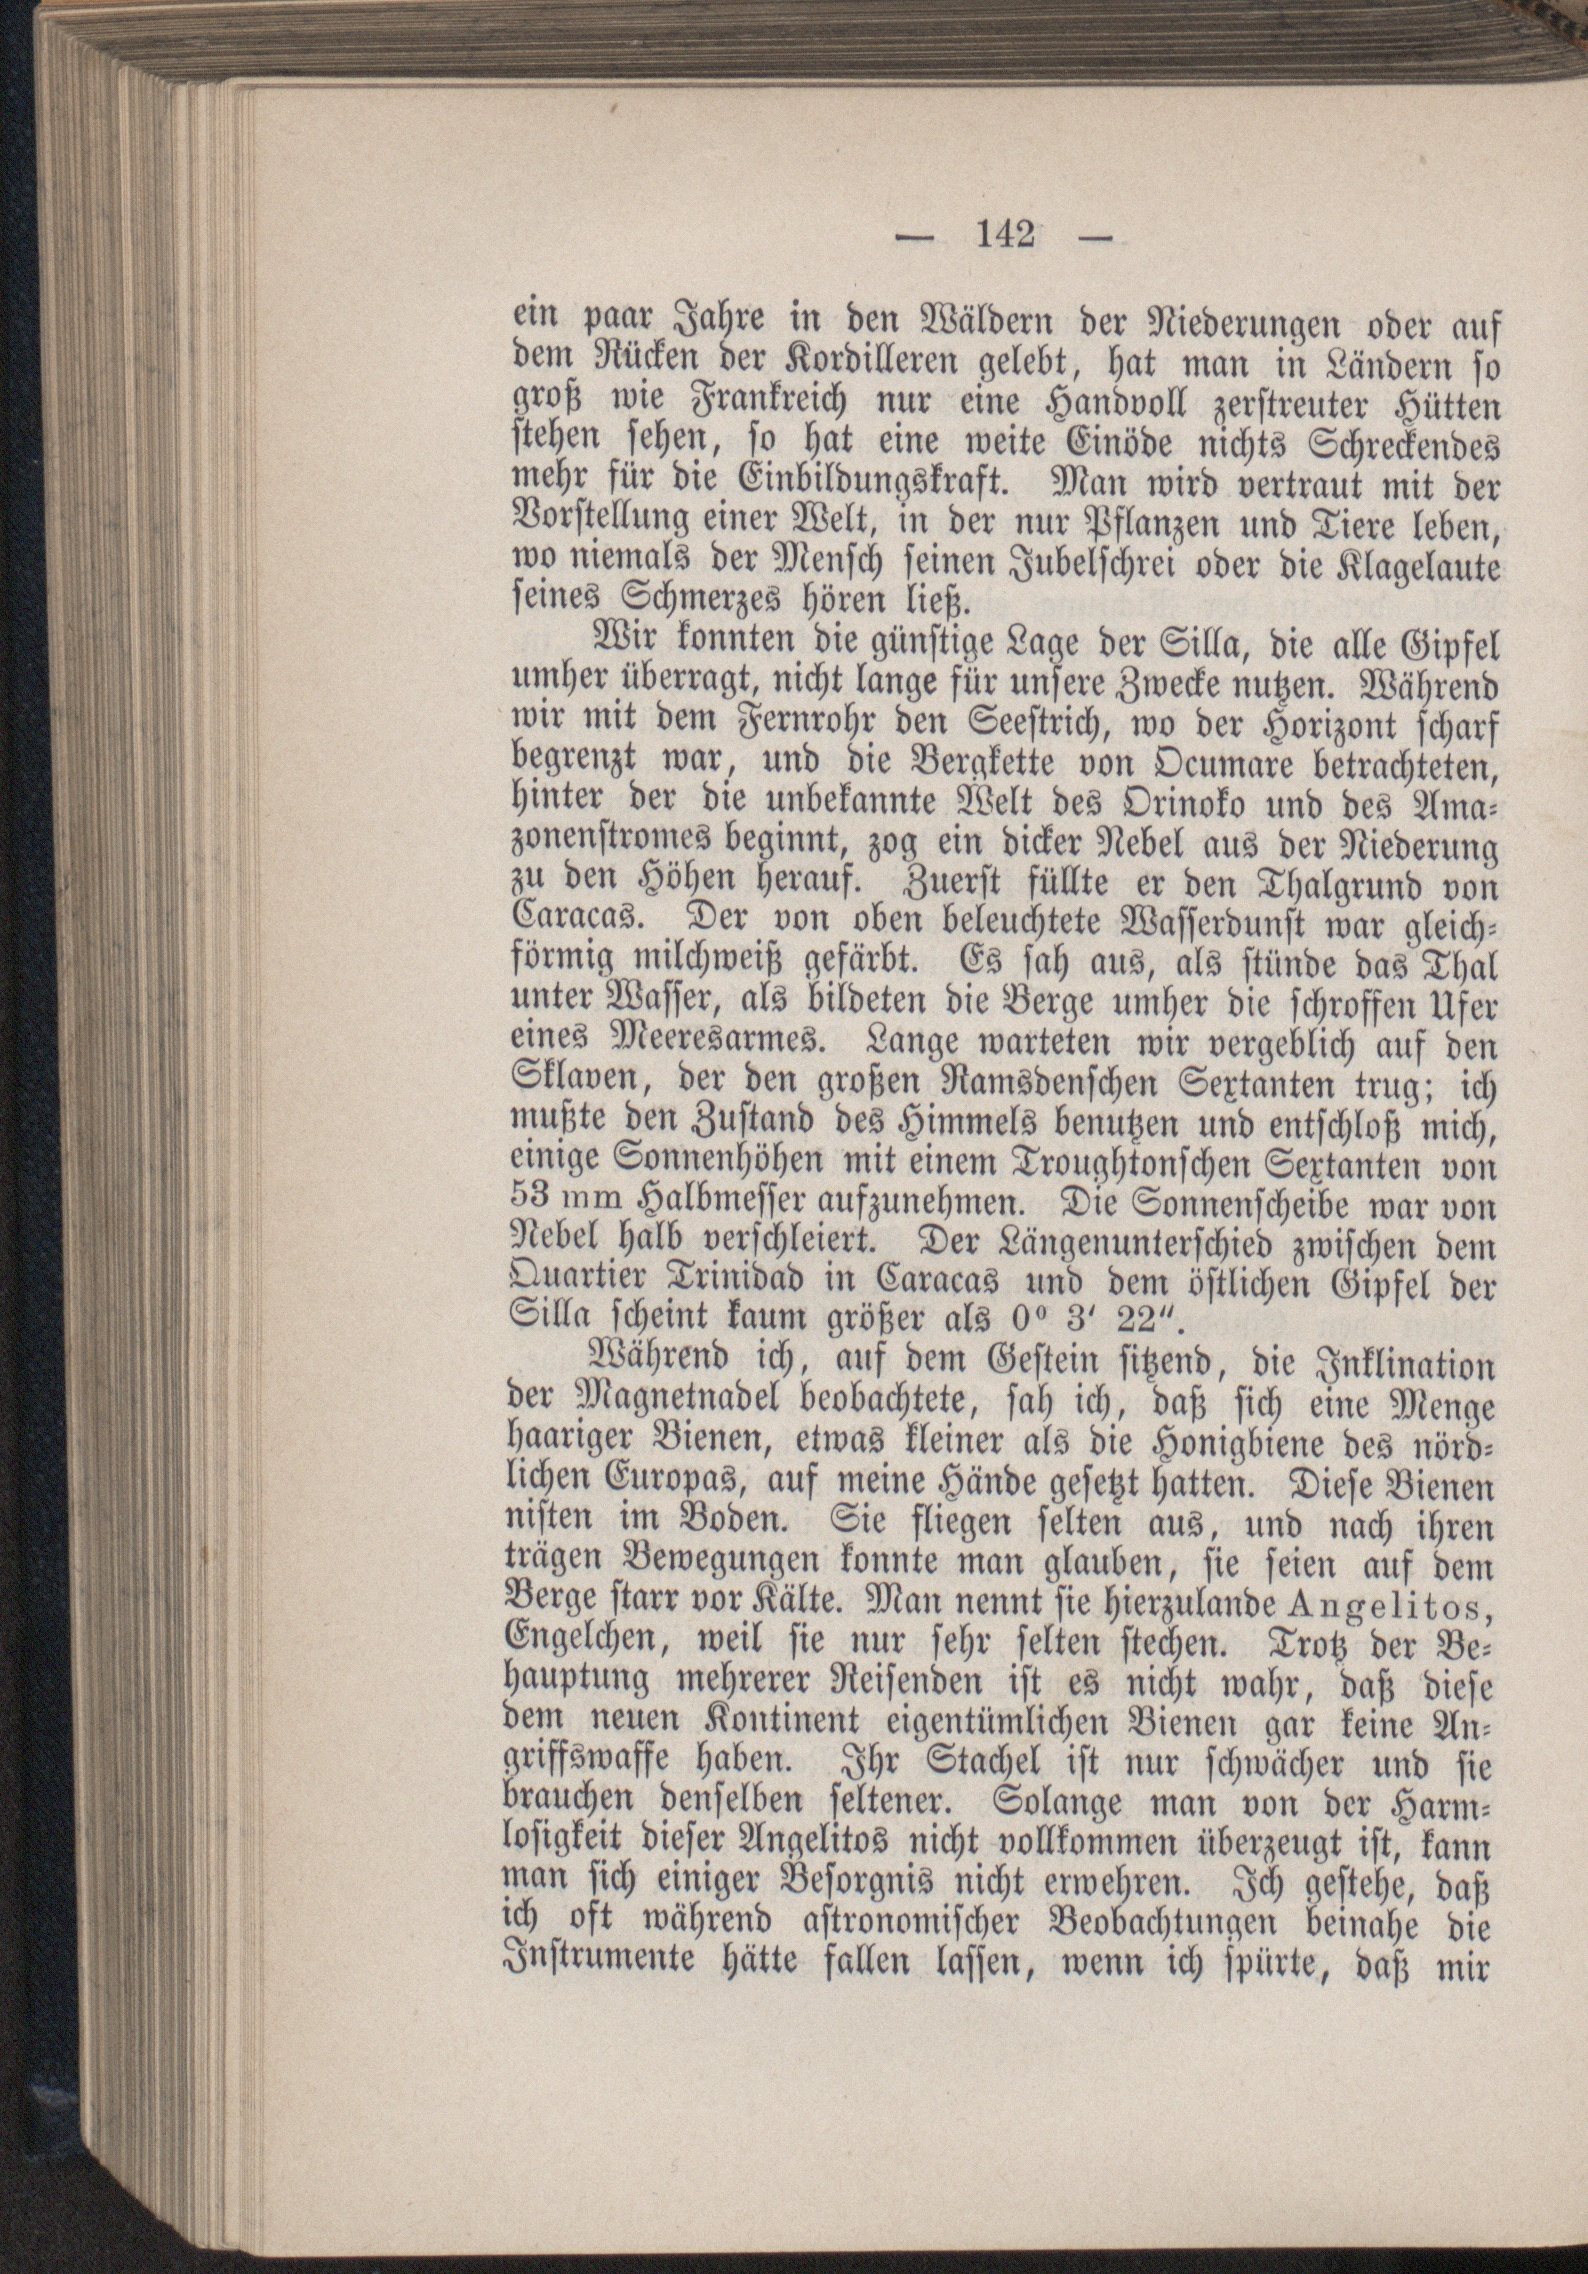 — 142 —
ein paar Jahre in den Wäldern der Niederungen oder auf
dem Rücken der Kordilleren gelebt, hat man in Ländern so
groß wie Frankreich nur eine Handvoll zerstreuter Hütten
stehen sehen, so hat eine weite Einöde nichts Schreckendes
mehr für die Einbildungskraft. Man wird vertraut mit der
Vorstellung einer Welt, in der nur Pflanzen und Tiere leben,
wo niemals der Mensch seinen Jubelschrei oder die Klagelaute
seines Schmerzes hören ließ.
Wir konnten die günstige Lage der Silla, die alle Gipfel
umher überragt, nicht lange für unsere Zwecke nutzen. Während
wir mit dem Fernrohr den Seestrich, wo der Horizont scharf
begrenzt war, und die Bergkette von Ocumare betrachteten,
hinter der die unbekannte Welt des Orinoko und des Ama-
zonenstromes beginnt, zog ein dicker Nebel aus der Niederung
zu den Höhen herauf. Zuerst füllte er den Thalgrund von
Caracas. Der von oben beleuchtete Wasserdunst war gleich-
förmig milchweiß gefärbt. Es sah aus, als stünde das Thal
unter Wasser, als bildeten die Berge umher die schroffen Ufer
eines Meeresarmes. Lange warteten wir vergeblich auf den
Sklaven, der den großen Ramsdenschen Sextanten trug; ich
mußte den Zustand des Himmels benutzen und entschloß mich,
einige Sonnenhöhen mit einem Troughtonschen Sextanten von
53 mm Halbmesser aufzunehmen. Die Sonnenscheibe war von
Nebel halb verschleiert. Der Längenunterschied zwischen dem
Quartier Trinidad in Caracas und dem östlichen Gipfel der
Silla scheint kaum größer als 0° 3′ 22″.
Während ich, auf dem Gestein sitzend, die Inklination
der Magnetnadel beobachtete, sah ich, daß sich eine Menge
haariger Bienen, etwas kleiner als die Honigbiene des nörd-
lichen Europas, auf meine Hände gesetzt hatten. Diese Bienen
nisten im Boden. Sie fliegen selten aus, und nach ihren
trägen Bewegungen konnte man glauben, sie seien auf dem
Berge starr vor Kälte. Man nennt sie hierzulande Angelitos,
Engelchen, weil sie nur sehr selten stechen. Trotz der Be-
hauptung mehrerer Reisenden ist es nicht wahr, daß diese
dem neuen Kontinent eigentümlichen Bienen gar keine An-
griffswaffe haben. Ihr Stachel ist nur schwächer und sie
brauchen denselben seltener. Solange man von der Harm-
losigkeit dieser Angelitos nicht vollkommen überzeugt ist, kann
man sich einiger Besorgnis nicht erwehren. Ich gestehe, daß
ich oft während astronomischer Beobachtungen beinahe die
Instrumente hätte fallen lassen, wenn ich spürte, daß mir